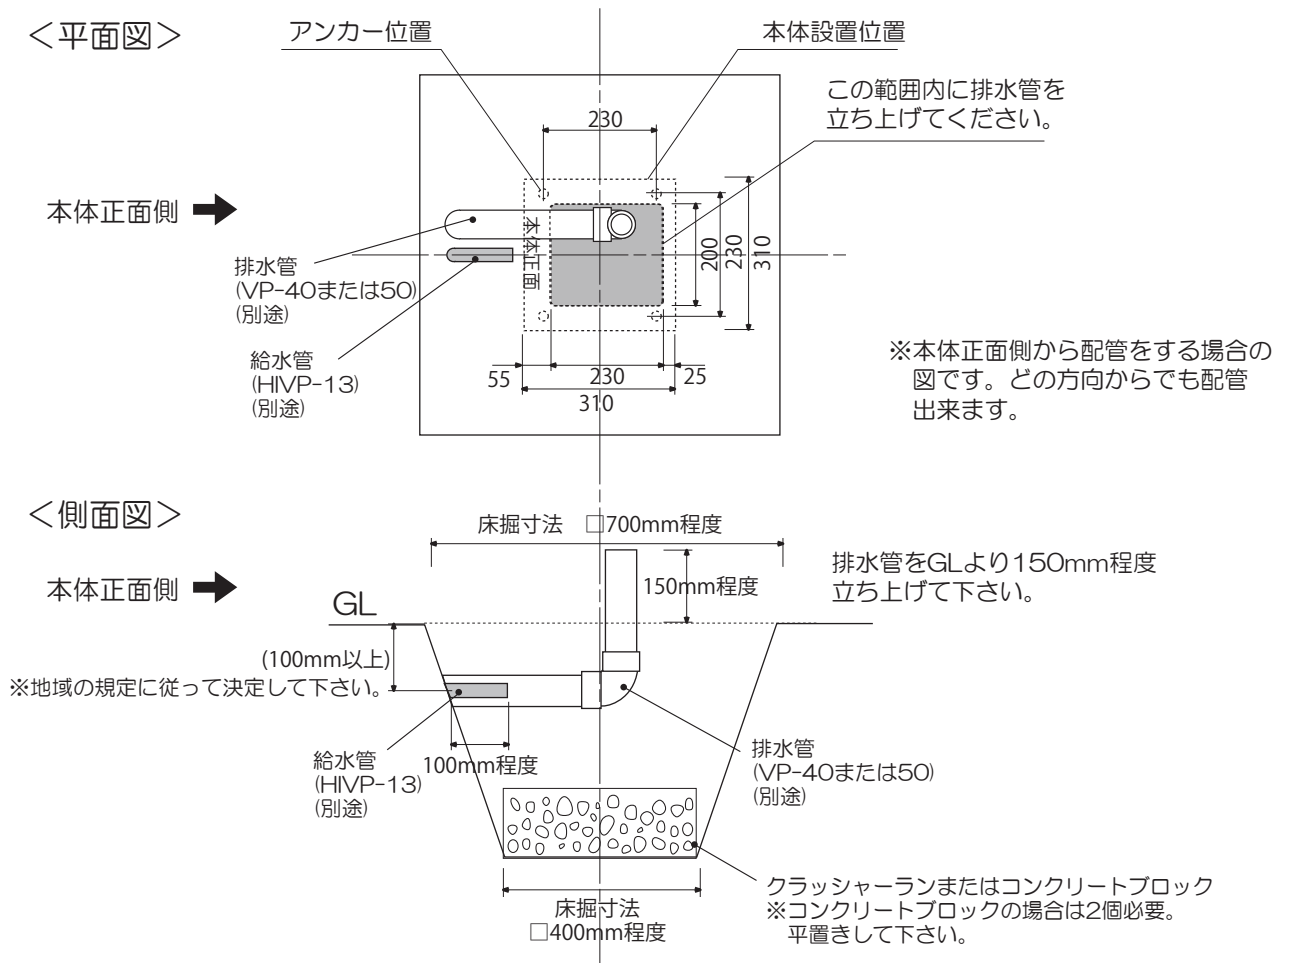 ＜平面図＞
アンカー位置
本体設置位置
この範囲内に排水管を
立ち上げてください。
230
本体正面側
本体正面
200
230
310
排水管
(VP-40または50)
(別途)
給水管
(HIVP-13)
(別途)
55
230
25
310
※本体正面側から配管をする場合の
図です。どの方向からでも配管
出来ます。
＜側面図＞
床掘寸法　□700mm程度
本体正面側
150mm程度
排水管をGLより150mm程度
立ち上げて下さい。
GL
(100mm以上)
※地域の規定に従って決定して下さい。
給水管
(HIVP-13)
(別途)
100mm程度
排水管
(VP-40または50)
(別途)
クラッシャーランまたはコンクリートブロック
※コンクリートブロックの場合は2個必要。
平置きして下さい。
床掘寸法
□400mm程度